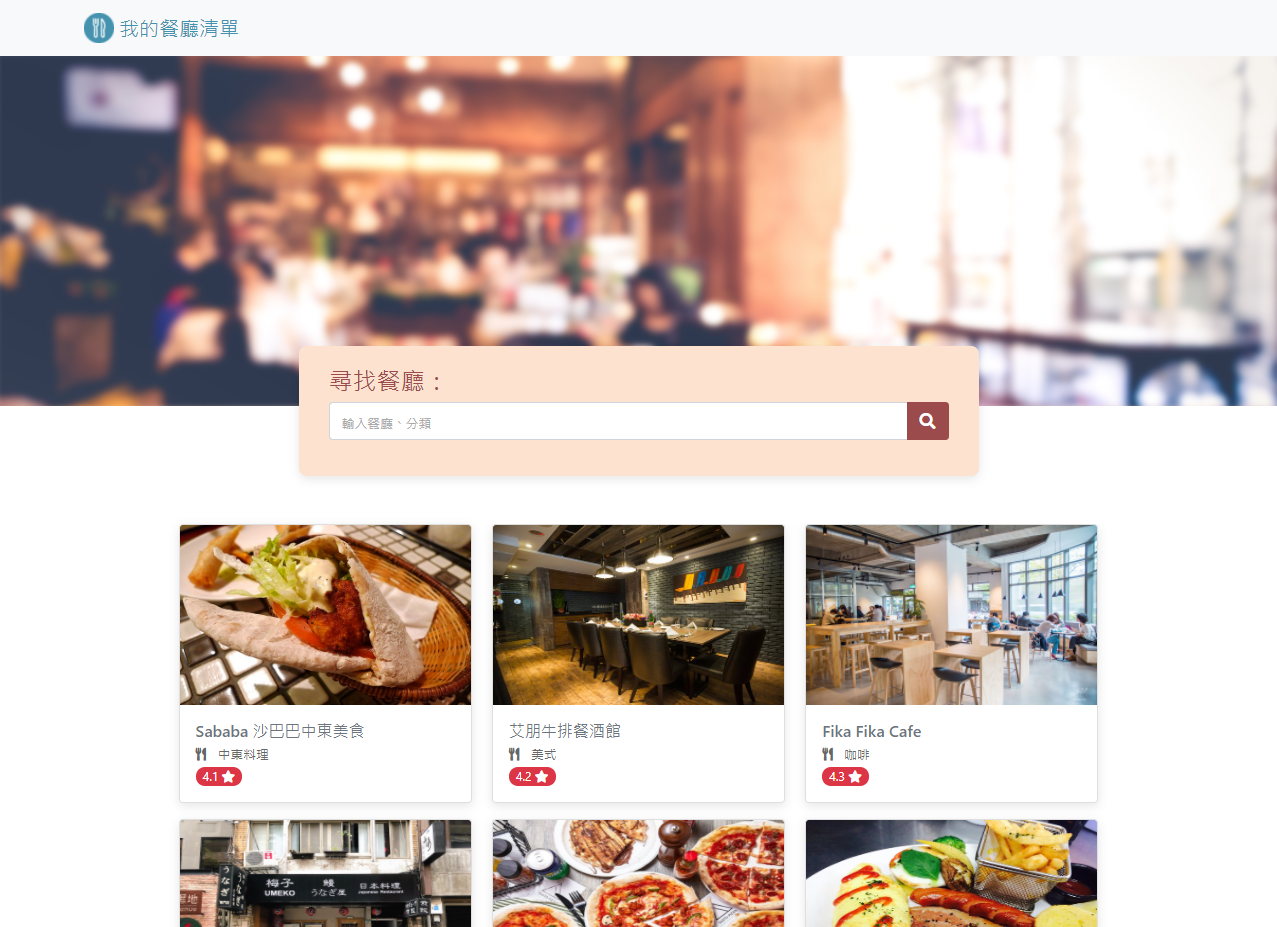 我的餐廳清單
尋找餐廳：
輸入餐廳、分類
Sababa 沙巴巴中東美食
中東料理
4.1
艾朋牛排餐酒館
美式
4.2
Fika Fika Cafe
咖啡
4.3
うなぎ
梅子 鰻 日本料理
UMEKO うなぎ屋 Japanese Restaurant